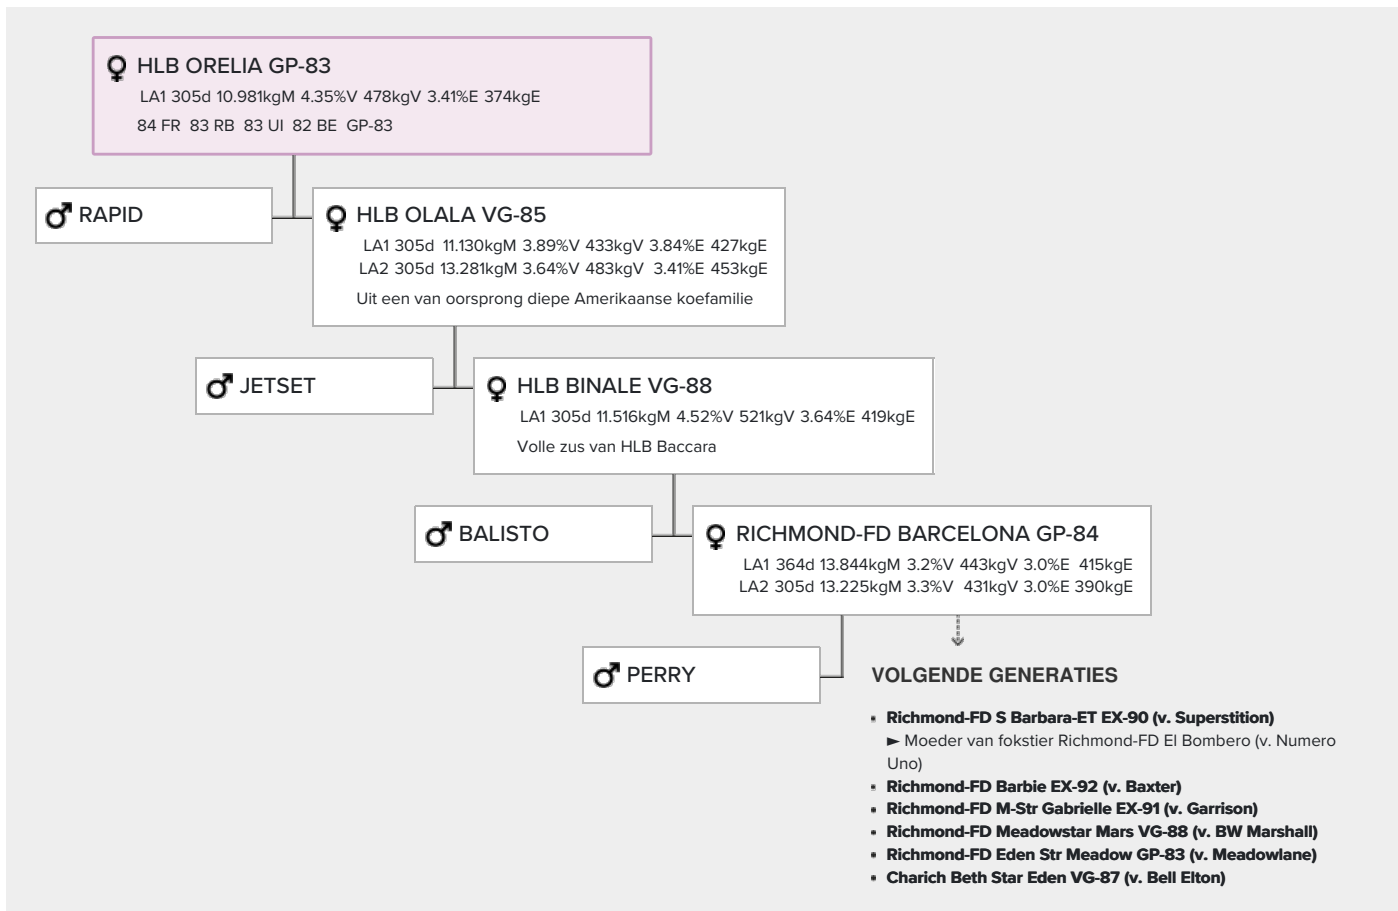 HLB ORELIA GP-83
LA1 305d 10.981kgM 4.35%V 478kgV 3.41%E 374kgE
84 FR 83 RB 83 UI 82 BE GP-83
RAPID
HLB OLALA VG-85
LA1 305d 11.130kgM 3.89%V 433kgV 3.84%E 427kgE
LA2 305d 13.281kgM 3.64%V 483kgV 3.41%E 453kgE
Uit een van oorsprong diepe Amerikaanse koefamilie
JETSET
HLB BINALE VG-88
LA1 305d 11.516kgM 4.52%V 521kgV 3.64%E 419kgE
Volle zus van HLB Baccara
BALISTO
RICHMOND-FD BARCELONA GP-84
LA1 364d 13.844kgM 3.2%V 443kgV 3.0%E 415kgE
LA2 305d 13.225kgM 3.3%V 431kgV 3.0%E 390kgE
PERRY
VOLGENDE GENERATIES
Richmond-FD S Barbara-ET EX-90 (v. Superstition)
► Moeder van fokstier Richmond-FD El Bombero (v. Numero
Uno)
Richmond-FD Barbie EX-92 (v. Baxter)
Richmond-FD M-Str Gabrielle EX-91 (v. Garrison)
Richmond-FD Meadowstar Mars VG-88 (v. BW Marshall)
Richmond-FD Eden Str Meadow GP-83 (v. Meadowlane)
Charich Beth Star Eden VG-87 (v. Bell Elton)